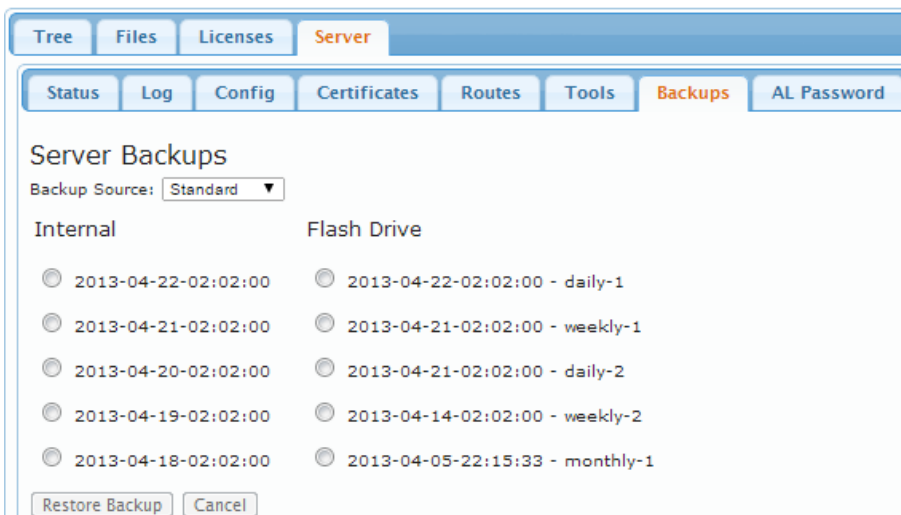 Tree Files Licenses Server
Status Log Config Certificates Routes Tools Backups AL Password
Server Backups
Backup Source: Standard
Internal Flash Drive
2013-04-22-02:02:00 2013-04-22-02:02:00 - daily-1
2013-04-21-02:02:00 2013-04-21-02:02:00 - weekly-1
2013-04-20-02:02:00 2013-04-21-02:02:00 - daily-2
2013-04-19-02:02:00 2013-04-14-02:02:00 - weekly-2
2013-04-18-02:02:00 2013-04-05-22:15:33 - monthly-1
Restore Backup Cancel